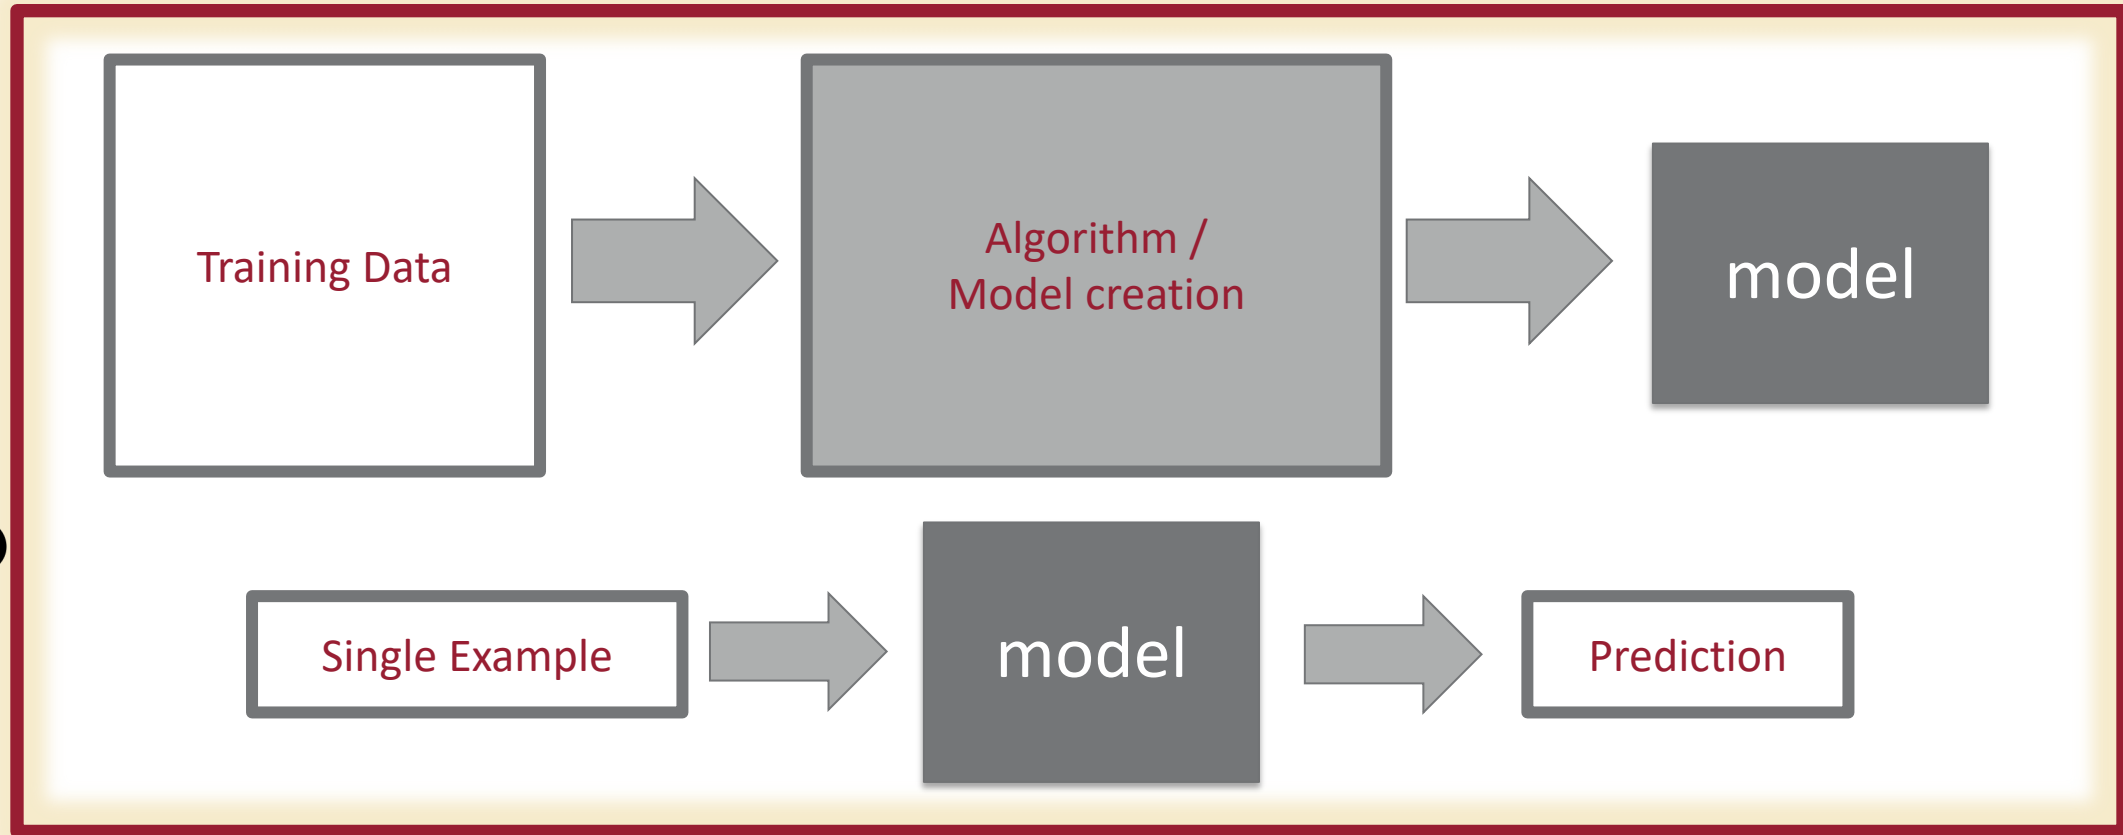 Training Data
Algorithm /
Model creation
model
Single Example
model
Prediction